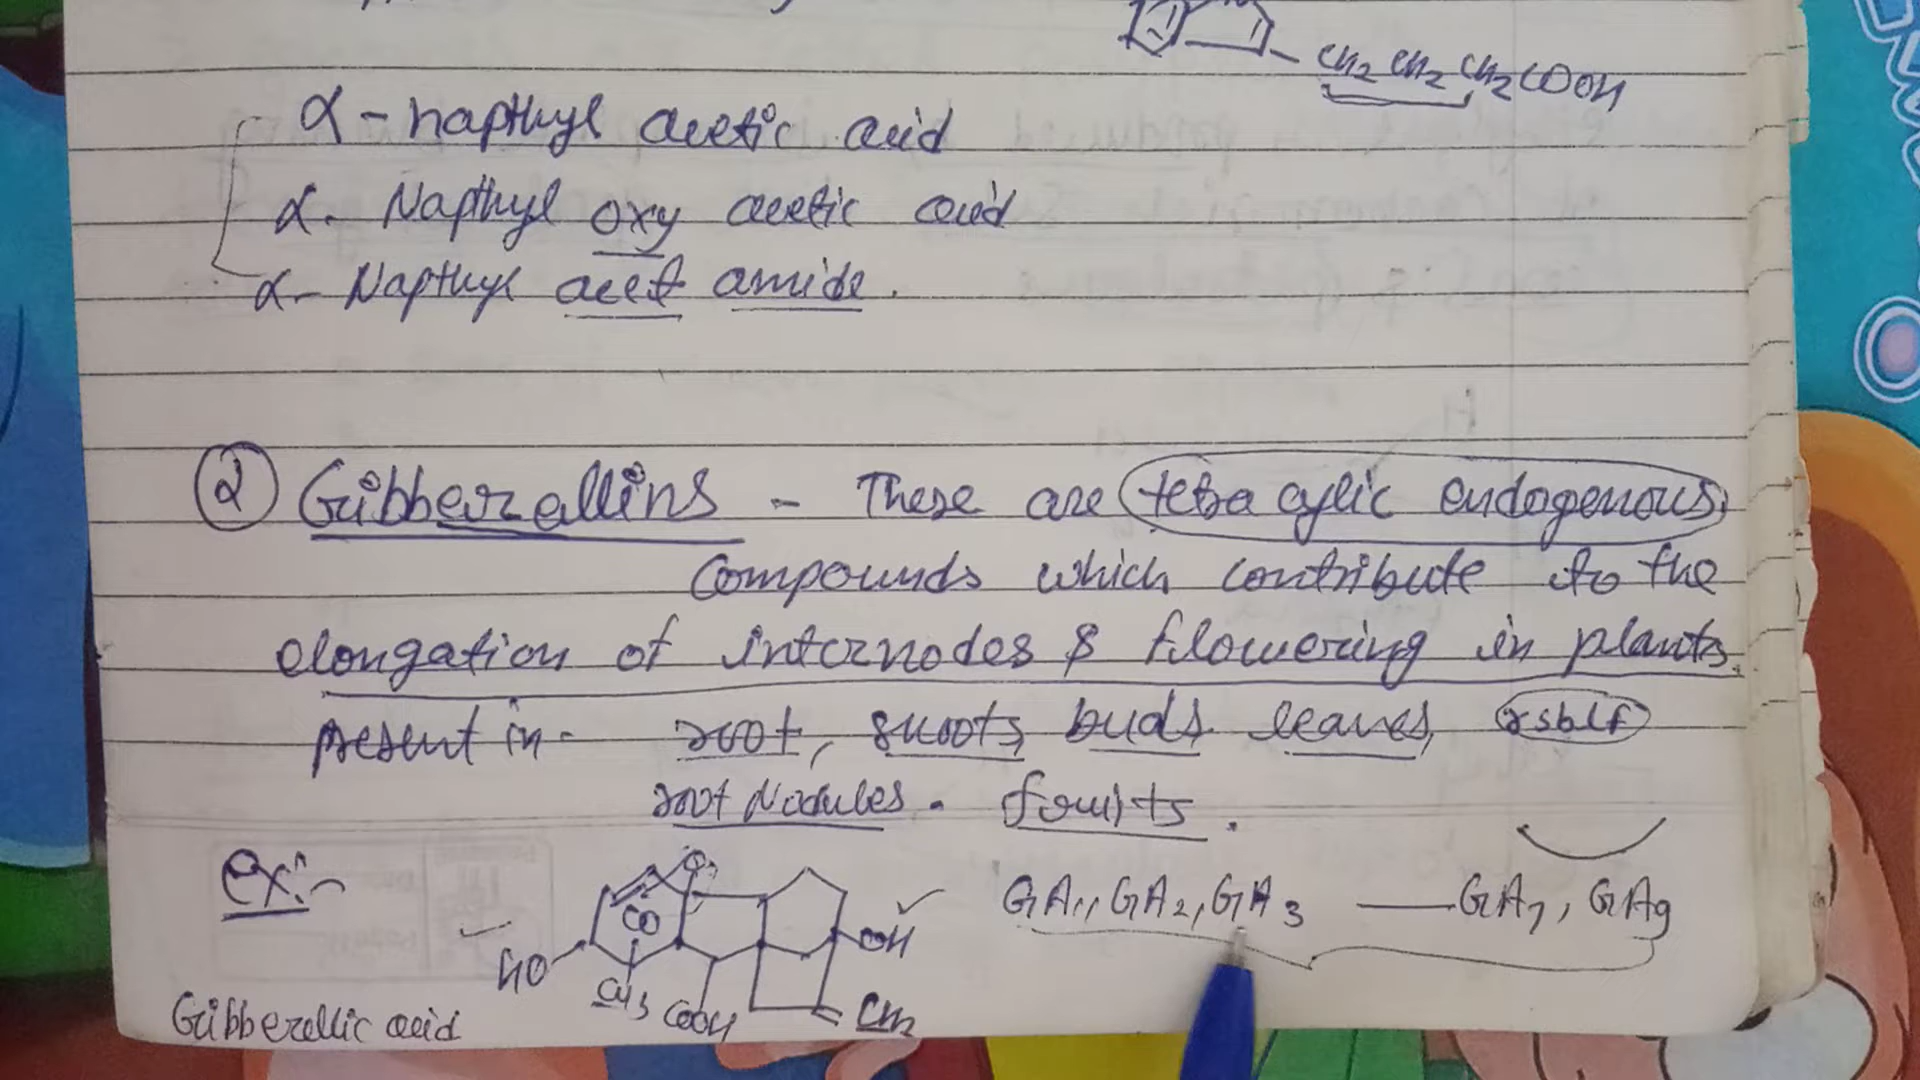 CH2 CH2 CH2COOH
α - napthyl acetic acid
α - Napthyl oxy acetic acid
α - Napthyl acet amide.
② Gibberellins - These are tetra cylic endogenous
Compounds which contribute to the
elongation of internodes & flowering in plants.
Present in - root, shoots buds leaves, rsblf
root Nodules. fruits.
ex:- O
CO
HO OH GA1, GA2, GA3 — GA7, GA9
CH3 COOH CH2
Gibberellic acid